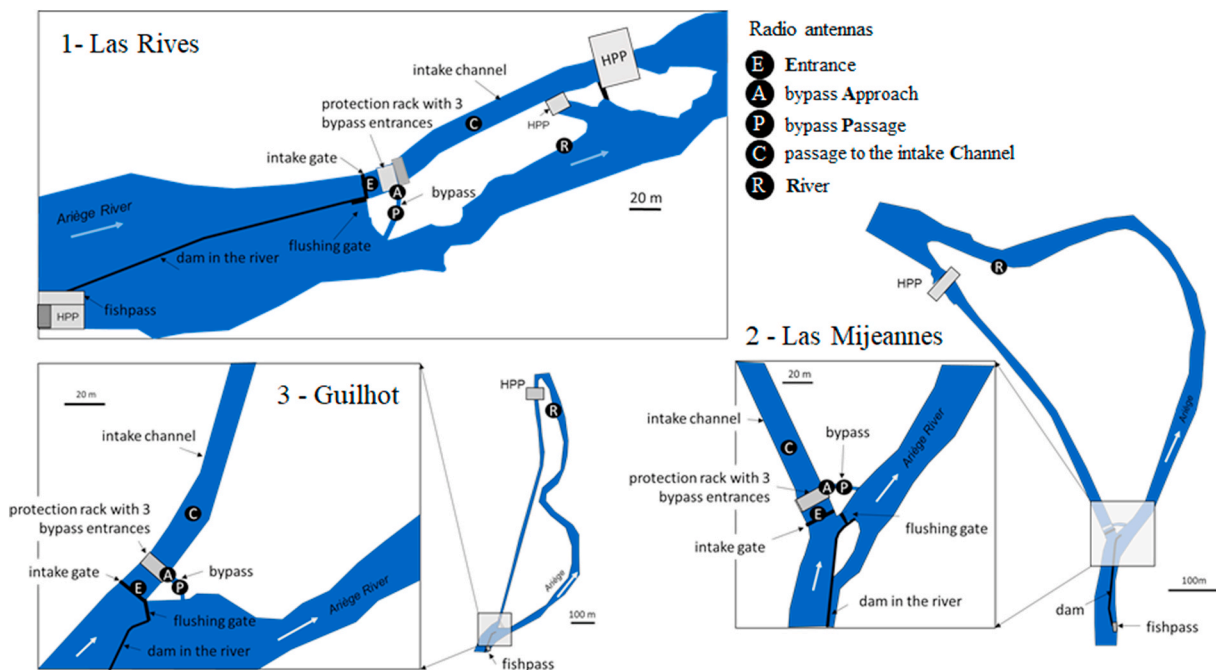 1- Las Rives
HPP
intake channel
protection rack with 3
bypass entrances
C
HPP
intake gate
R
E
A
bypass
P
20 m
Ariège River
flushing gate
dam in the river
fishpass
HPP
Radio antennas
E Entrance
A bypass Approach
P bypass Passage
C passage to the intake Channel
R River
R
HPP
2 - Las Mijeannes
20 m
intake channel
Ariège River
C
bypass
protection rack with 3
bypass entrances
A
P
E
flushing gate
intake gate
dam in the river
Ariège
100m
dam
fishpass
3 - Guilhot
20 m
intake channel
protection rack with 3
bypass entrances
C
intake gate
A
bypass
E
P
flushing gate
Ariège River
dam in the river
HPP
R
Ariège
100 m
fishpass